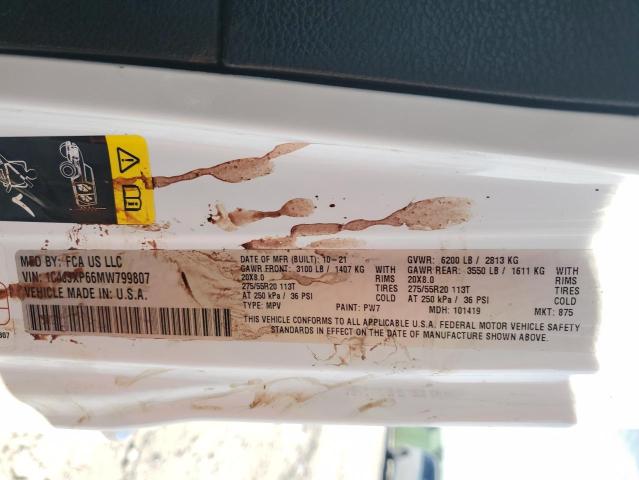 MFD BY: FCA US LLC
VIN: 1C4JJXP66MW799807
VEHICLE MADE IN U.S.A.
DATE OF MFR (BUILT): 10-21
GAWR FRONT: 3100 LB / 1407 KG WITH
20X8.0 RIMS
275/55R20 113T TIRES
AT 250 kPa / 36 PSI COLD
TYPE: MPV PAINT: PW7
GVWR: 6200 LB / 2813 KG
GAWR REAR: 3550 LB / 1611 KG WITH
20X8.0 RIMS
275/55R20 113T TIRES
AT 250 kPa / 36 PSI COLD
MDH: 101419 MKT: 875
THIS VEHICLE CONFORMS TO ALL APPLICABLE U.S.A. FEDERAL MOTOR VEHICLE SAFETY
STANDARDS IN EFFECT ON THE DATE OF MANUFACTURE SHOWN ABOVE.